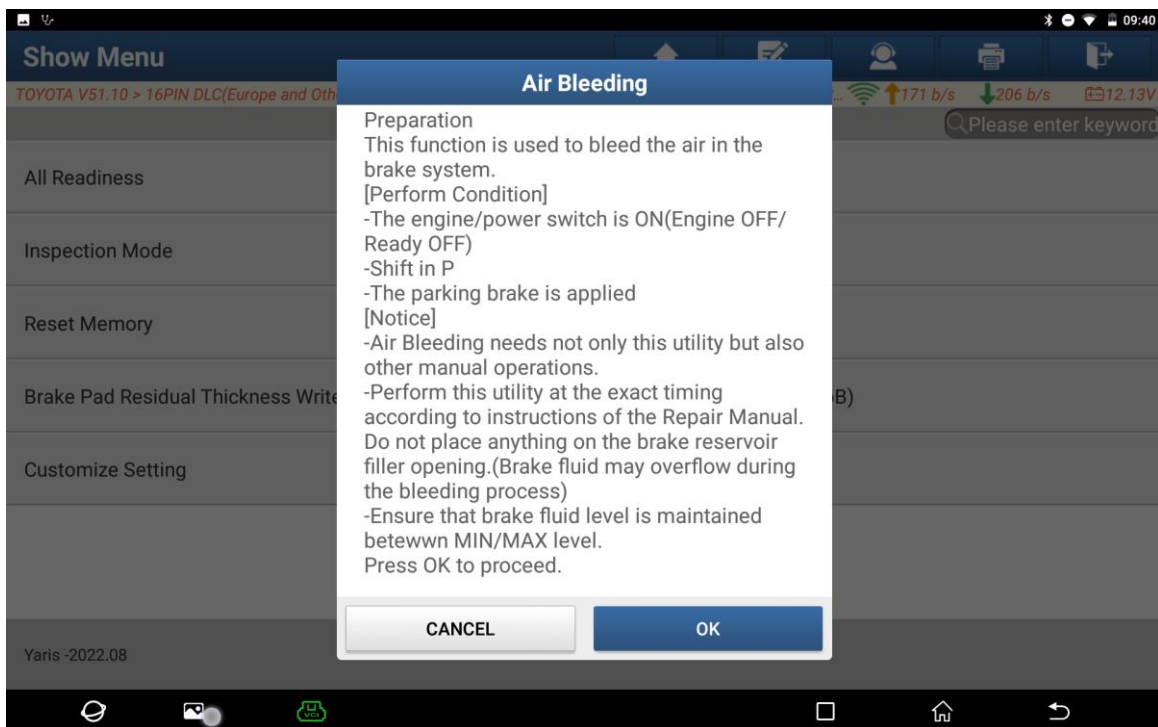 09:40
Show Menu
Air Bleeding
TOYOTA V51.10 > 16PIN DLC(Europe and Oth
... 171 b/s 206 b/s 12.13V
Please enter keyword
Preparation
This function is used to bleed the air in the
brake system.
[Perform Condition]
-The engine/power switch is ON(Engine OFF/
Ready OFF)
-Shift in P
-The parking brake is applied
[Notice]
-Air Bleeding needs not only this utility but also
other manual operations.
-Perform this utility at the exact timing
according to instructions of the Repair Manual.
Do not place anything on the brake reservoir
filler opening.(Brake fluid may overflow during
the bleeding process)
-Ensure that brake fluid level is maintained
betewwn MIN/MAX level.
Press OK to proceed.
CANCEL
OK
All Readiness
Inspection Mode
Reset Memory
Brake Pad Residual Thickness Write
B)
Customize Setting
Yaris -2022.08
VCI